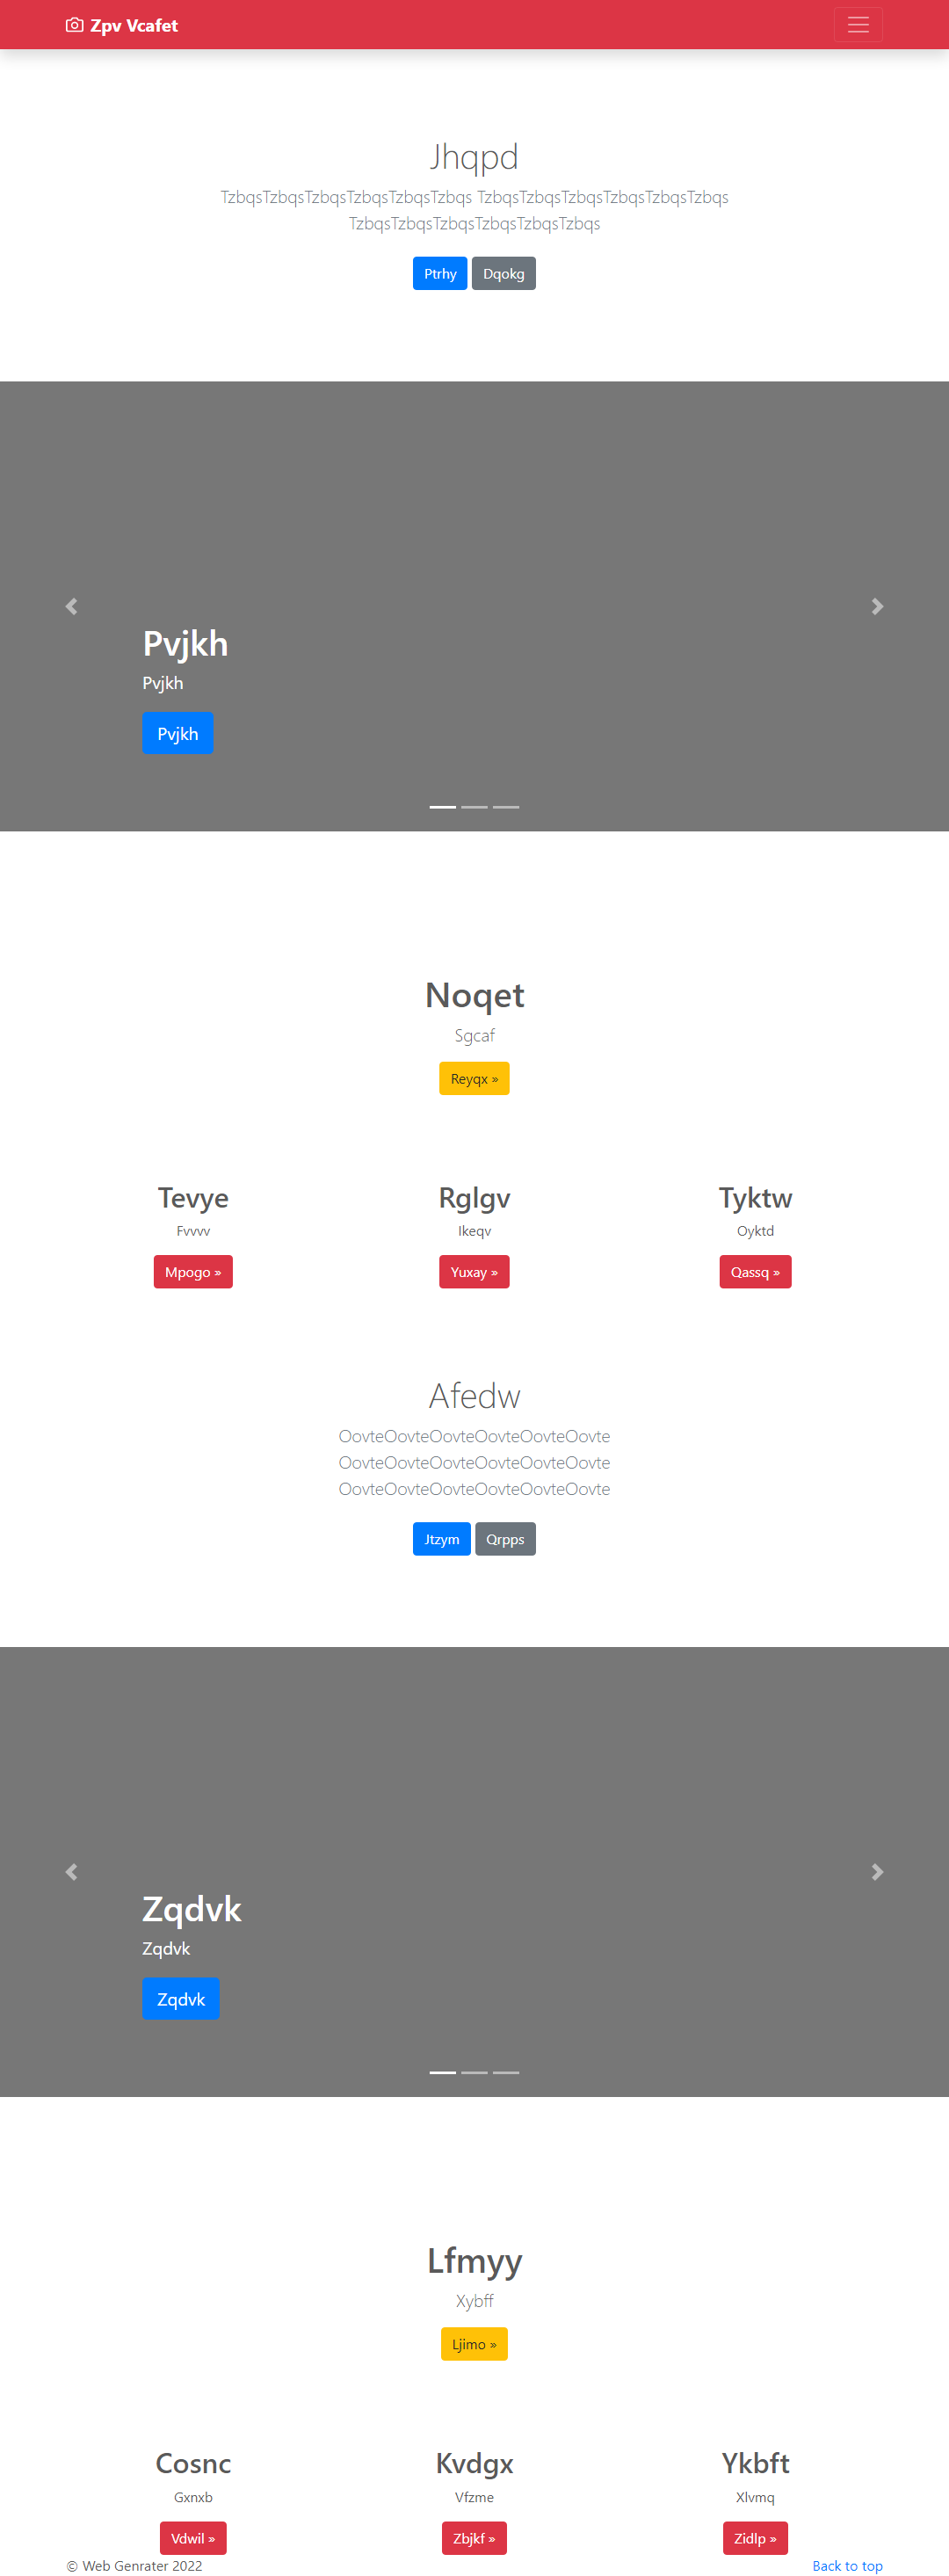 Zpv Vcafet
Jhqpd
TzbqsTzbqsTzbqsTzbqsTzbqsTzbqs TzbqsTzbqsTzbqsTzbqsTzbqsTzbqs
TzbqsTzbqsTzbqsTzbqsTzbqsTzbqs
Ptrhy Dqokg
Pvjkh
Pvjkh
Pvjkh
Noqet
Sgcaf
Reyqx »
Tevye Rglgv Tyktw
Fvvvv Ikeqv Oyktd
Mpogo » Yuxay » Qassq »
Afedw
OovteOovteOovteOovteOovteOovte
OovteOovteOovteOovteOovteOovte
OovteOovteOovteOovteOovteOovte
Jtzym Qrpps
Zqdvk
Zqdvk
Zqdvk
Lfmyy
Xybff
Ljimo »
Cosnc Kvdgx Ykbft
Gxnxb Vfzme Xlvmq
Vdwil » Zbjkf » Zidlp »
© Web Genrater 2022 Back to top